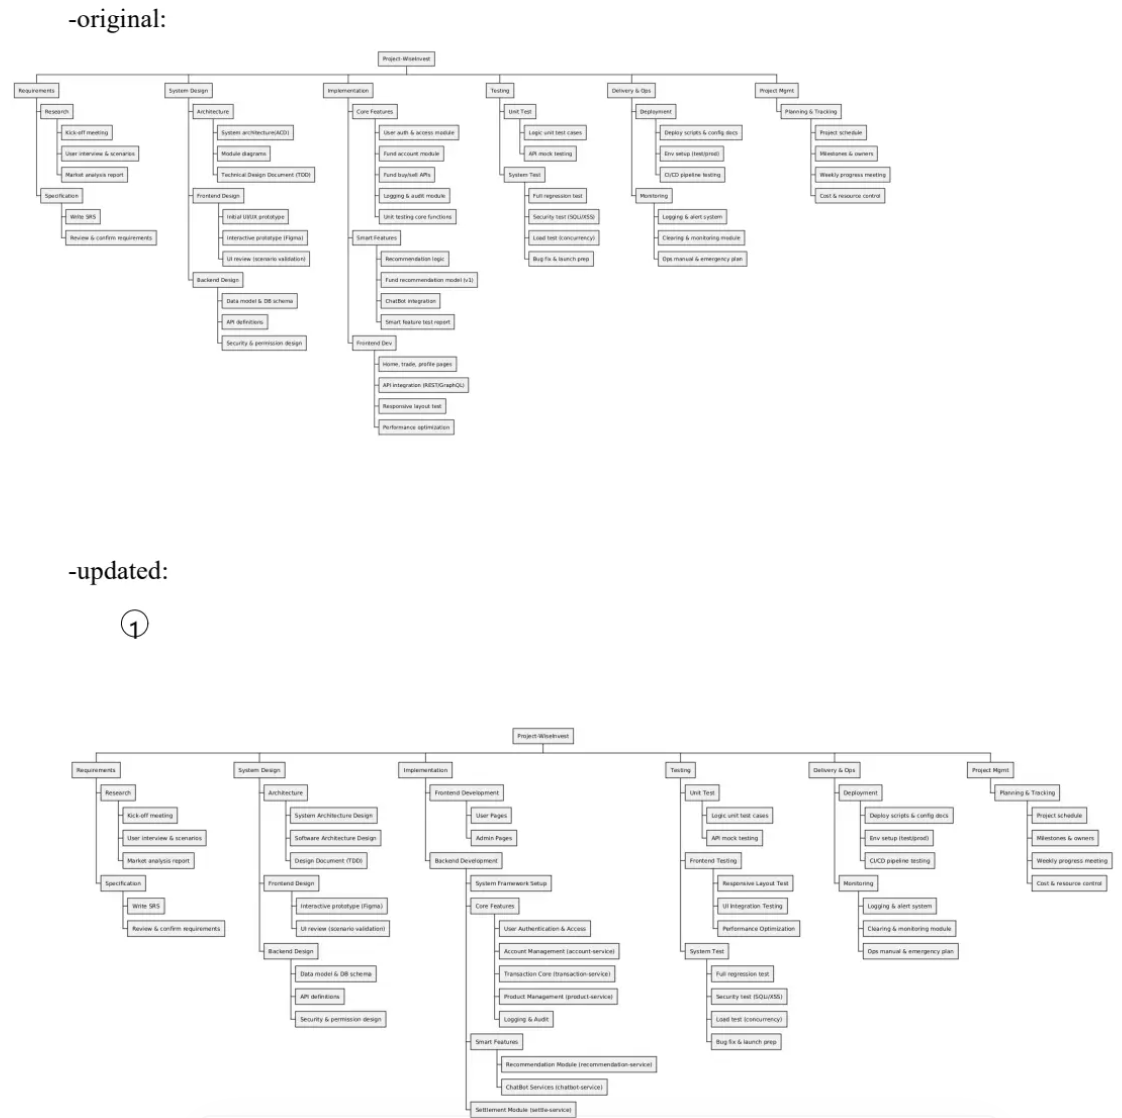 -original:
Project-WiseInvest
Requirements
Research
Kick-off meeting
User interview & scenarios
Market analysis report
Specification
Write SRS
Review & confirm requirements
System Design
Architecture
System architecture(ACD)
Module diagrams
Technical Design Document (TDD)
Frontend Design
Initial UI/UX prototype
Interactive prototype (Figma)
UI review (scenario validation)
Backend Design
Data model & DB schema
API definitions
Security & permission design
Implementation
Core Features
User auth & access module
Fund account module
Fund buy/sell APIs
Logging & audit module
Unit testing core functions
Smart Features
Recommendation logic
Fund recommendation model (v1)
ChatBot integration
Smart feature test report
Frontend Dev
Home, trade, profile pages
API integration (REST/GraphQL)
Responsive layout test
Performance optimization
Testing
Unit Test
Logic unit test cases
API mock testing
System Test
Full regression test
Security test (SQLi/XSS)
Load test (concurrency)
Bug fix & launch prep
Delivery & Ops
Deployment
Deploy scripts & config docs
Env setup (test/prod)
CI/CD pipeline testing
Monitoring
Logging & alert system
Clearing & monitoring module
Ops manual & emergency plan
Project Mgmt
Planning & Tracking
Project schedule
Milestones & owners
Weekly progress meeting
Cost & resource control
-updated:
①
Project-WiseInvest
Requirements
Research
Kick-off meeting
User interview & scenarios
Market analysis report
Specification
Write SRS
Review & confirm requirements
System Design
Architecture
System Architecture Design
Software Architecture Design
Design Document (TDD)
Frontend Design
Interactive prototype (Figma)
UI review (scenario validation)
Backend Design
Data model & DB schema
API definitions
Security & permission design
Implementation
Frontend Development
User Pages
Admin Pages
Backend Development
System Framework Setup
Core Features
User Authentication & Access
Account Management (account-service)
Transaction Core (transaction-service)
Product Management (product-service)
Logging & Audit
Smart Features
Recommendation Module (recommendation-service)
ChatBot Services (chatbot-service)
Settlement Module (settle-service)
Testing
Unit Test
Logic unit test cases
API mock testing
Frontend Testing
Responsive Layout Test
UI Integration Testing
Performance Optimization
System Test
Full regression test
Security test (SQLi/XSS)
Load test (concurrency)
Bug fix & launch prep
Delivery & Ops
Deployment
Deploy scripts & config docs
Env setup (test/prod)
CI/CD pipeline testing
Monitoring
Logging & alert system
Clearing & monitoring module
Ops manual & emergency plan
Project Mgmt
Planning & Tracking
Project schedule
Milestones & owners
Weekly progress meeting
Cost & resource control